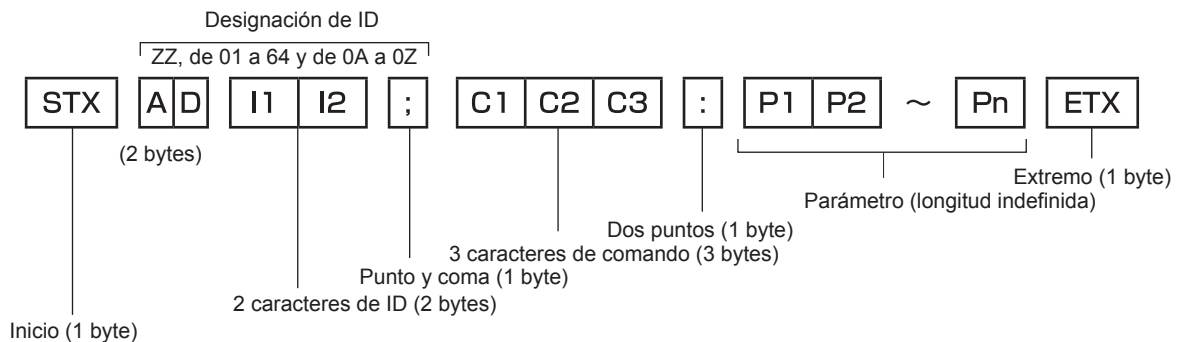 Designación de ID
ZZ, de 01 a 64 y de 0A a 0Z
STX A D I1 I2 ; C1 C2 C3 : P1 P2 ～ Pn ETX
(2 bytes)
Extremo (1 byte)
Parámetro (longitud indefinida)
Dos puntos (1 byte)
3 caracteres de comando (3 bytes)
Punto y coma (1 byte)
2 caracteres de ID (2 bytes)
Inicio (1 byte)